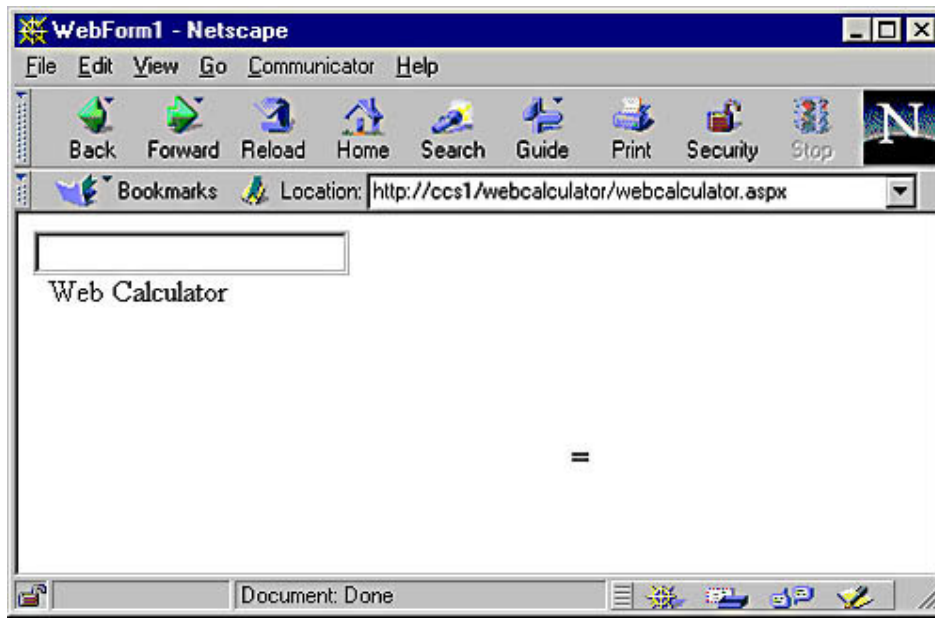 WebForm1 - Netscape
File Edit View Go Communicator Help
Back Forward Reload Home Search Guide Print Security Stop
N
Bookmarks Location: http://ccs1/webcalculator/webcalculator.aspx
Web Calculator
=
Document: Done